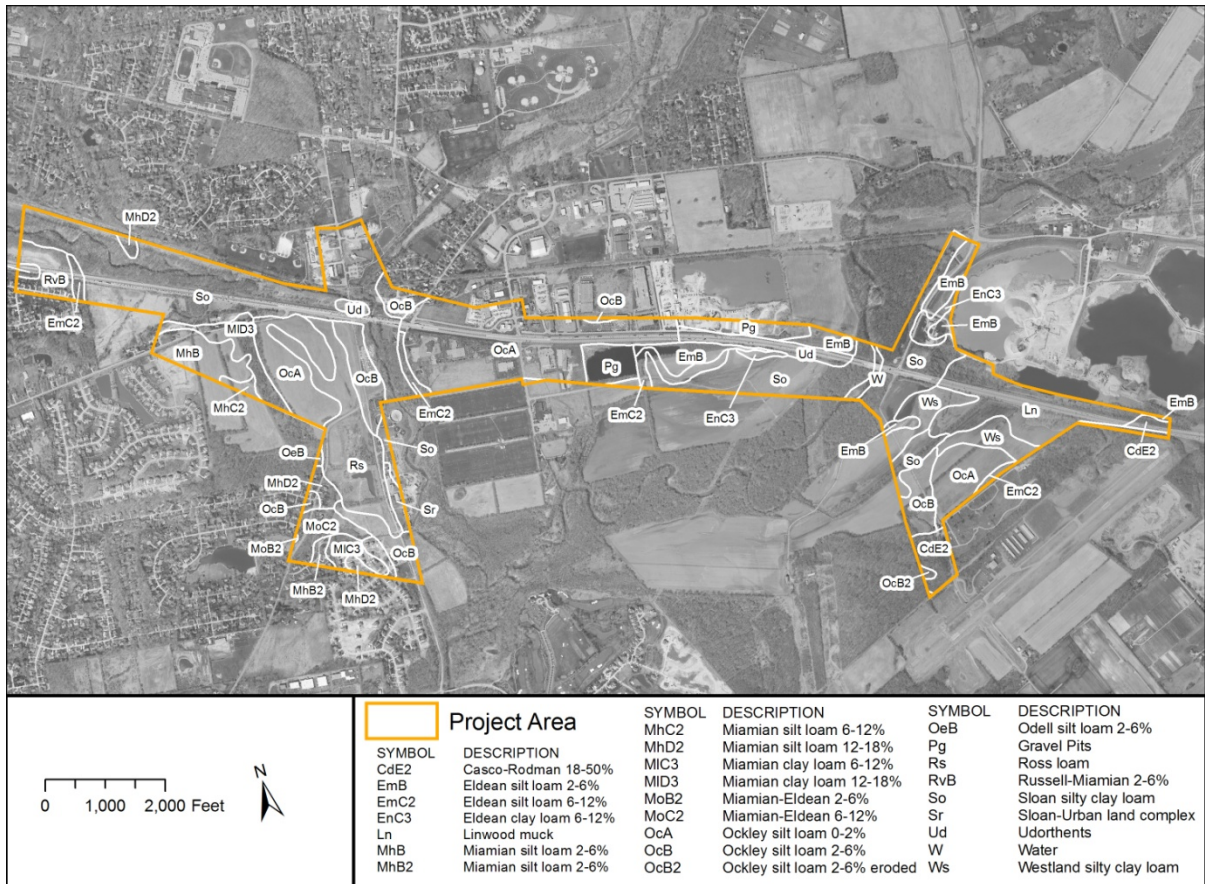 MhD2
RvB
EmC2
So
Ud
OcB
MID3
MhB
OcA
OcB
MhC2
OcA
OcB
EmC2
Pg
EmB
EmC2
EnC3
Pg
Ud
So
EmB
W
EmB
EnC3
EmB
So
Ws
Ln
EmB
CdE2
EmB
So
Ws
OcA
EmC2
OcB
CdE2
OcB2
So
OeB
Rs
MhD2
OcB
Sr
MoC2
MoB2
MIC3
OcB
MhB2
MhD2
N
0 1,000 2,000 Feet
Project Area
SYMBOL DESCRIPTION
CdE2 Casco-Rodman 18-50%
EmB Eldean silt loam 2-6%
EmC2 Eldean silt loam 6-12%
EnC3 Eldean clay loam 6-12%
Ln Linwood muck
MhB Miamian silt loam 2-6%
MhB2 Miamian silt loam 2-6%
SYMBOL DESCRIPTION
MhC2 Miamian silt loam 6-12%
MhD2 Miamian silt loam 12-18%
MIC3 Miamian clay loam 6-12%
MID3 Miamian clay loam 12-18%
MoB2 Miamian-Eldean 2-6%
MoC2 Miamian-Eldean 6-12%
OcA Ockley silt loam 0-2%
OcB Ockley silt loam 2-6%
OcB2 Ockley silt loam 2-6% eroded
SYMBOL DESCRIPTION
OeB Odell silt loam 2-6%
Pg Gravel Pits
Rs Ross loam
RvB Russell-Miamian 2-6%
So Sloan silty clay loam
Sr Sloan-Urban land complex
Ud Udorthents
W Water
Ws Westland silty clay loam